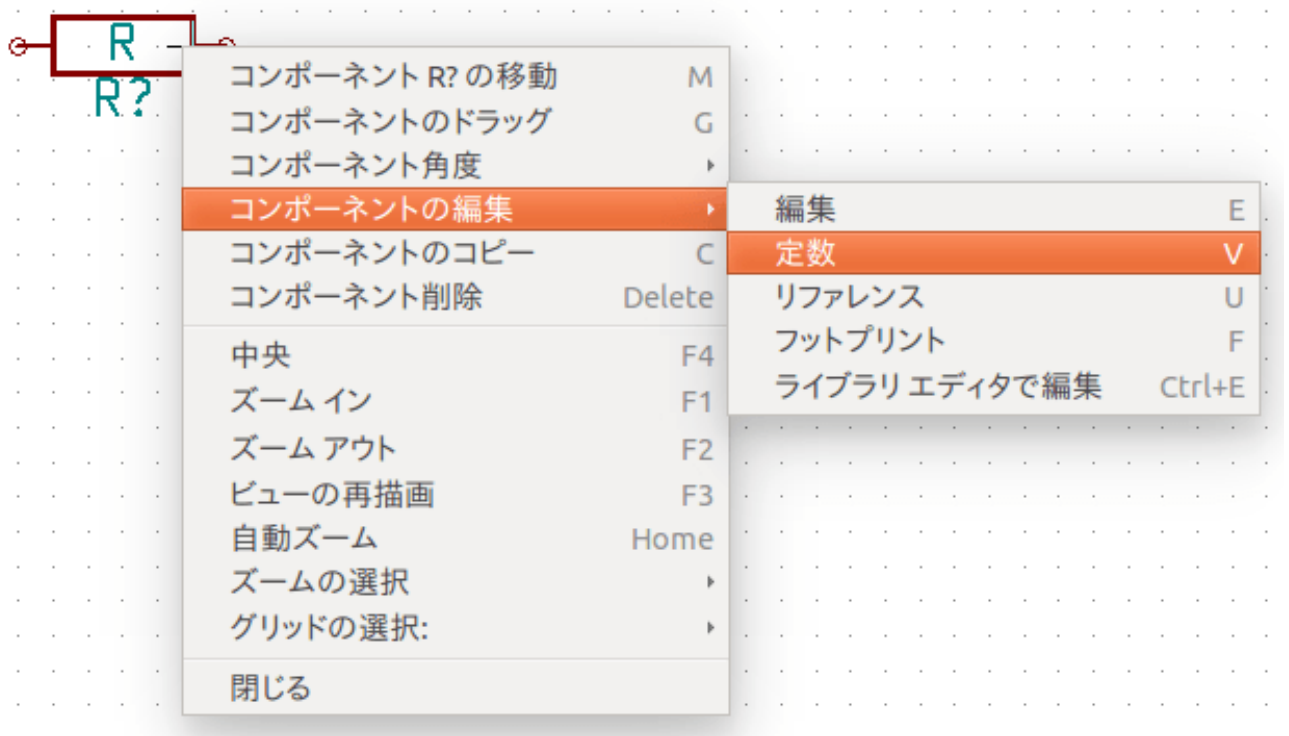 R
R?
コンポーネント R? の移動 M
コンポーネントのドラッグ G
コンポーネント角度
コンポーネントの編集
コンポーネントのコピー C
コンポーネント削除 Delete
中央 F4
ズーム イン F1
ズーム アウト F2
ビューの再描画 F3
自動ズーム Home
ズームの選択
グリッドの選択:
閉じる
編集 E
定数 V
リファレンス U
フットプリント F
ライブラリ エディタで編集 Ctrl+E